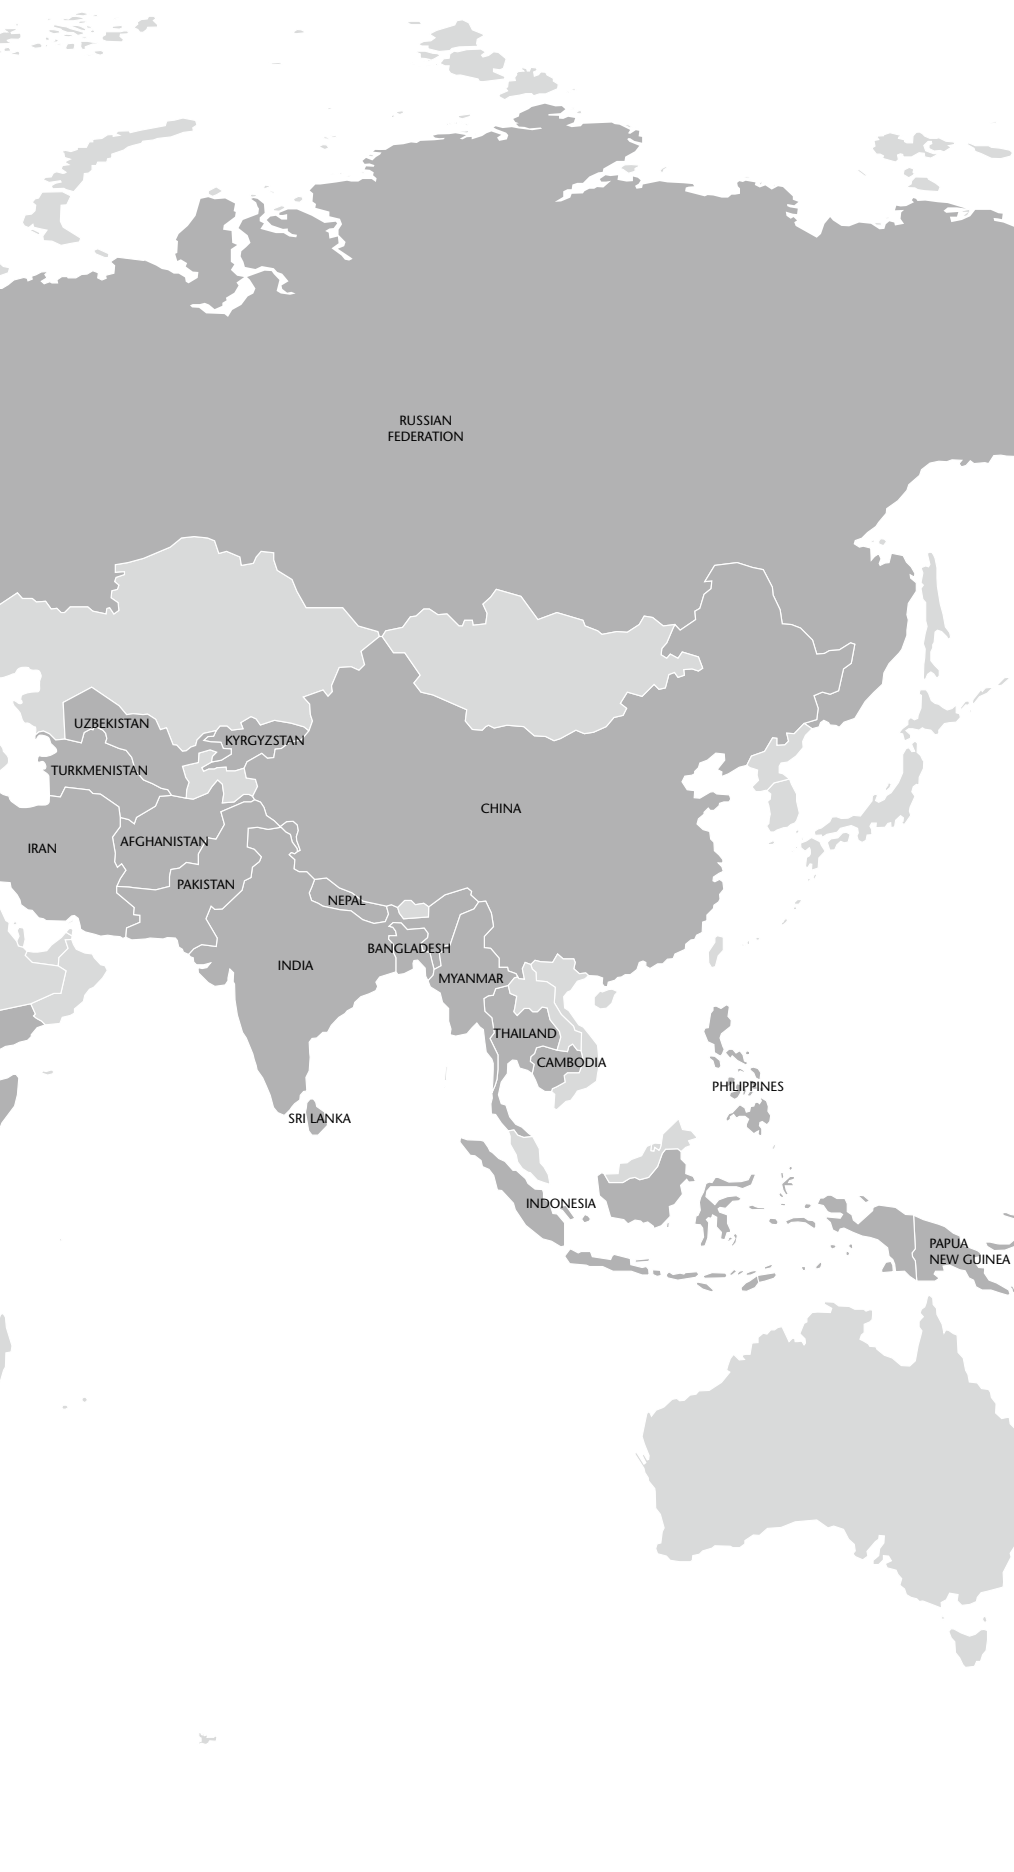 RUSSIAN
FEDERATION
UZBEKISTAN
KYRGYZSTAN
TURKMENISTAN
CHINA
AFGHANISTAN
IRAN
PAKISTAN
NEPAL
BANGLADESH
INDIA
MYANMAR
THAILAND
CAMBODIA
PHILIPPINES
SRI LANKA
INDONESIA
PAPUA
NEW GUINEA